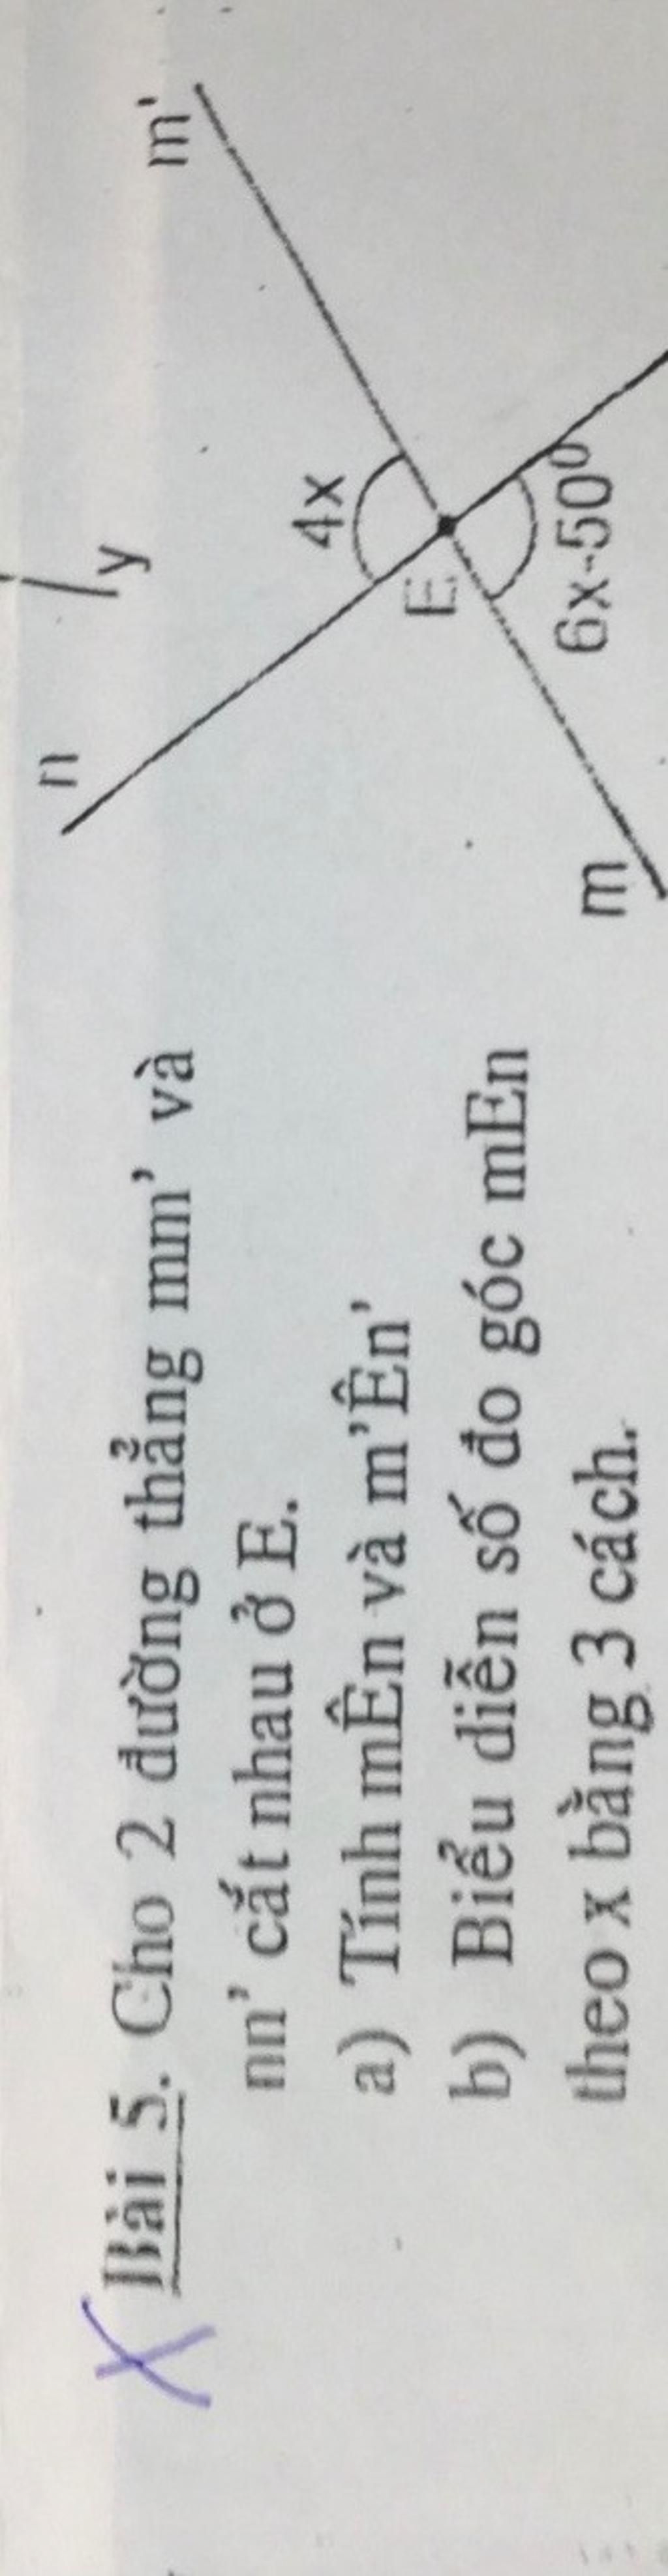 Bài 5. Cho 2 đường thẳng mm' và
nn' cắt nhau ở E.
a) Tính mÊn và m'Ên'
b) Biểu diễn số đo góc mEn
theo x bằng 3 cách.
y
n
m'
4x
E
6x-50⁰
m